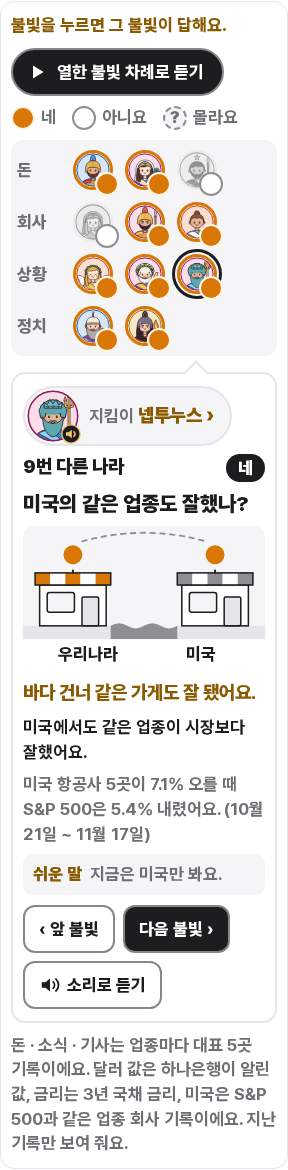 불빛을 누르면 그 불빛이 답해요.
▶ 열한 불빛 차례로 듣기
네 아니요 ? 몰라요
돈
회사
상황
정치
지킴이 넵투누스 ›
9번 다른 나라 네
미국의 같은 업종도 잘했나?
우리나라 미국
바다 건너 같은 가게도 잘 됐어요.
미국에서도 같은 업종이 시장보다
잘했어요.
미국 항공사 5곳이 7.1% 오를 때
S&P 500은 5.4% 내렸어요. (10월
21일 ~ 11월 17일)
쉬운 말 지금은 미국만 봐요.
‹ 앞 불빛 다음 불빛 ›
소리로 듣기
돈 · 소식 · 기사는 업종마다 대표 5곳
기록이에요. 달러 값은 하나은행이 알린
값, 금리는 3년 국채 금리, 미국은 S&P
500과 같은 업종 회사 기록이에요. 지난
기록만 보여 줘요.